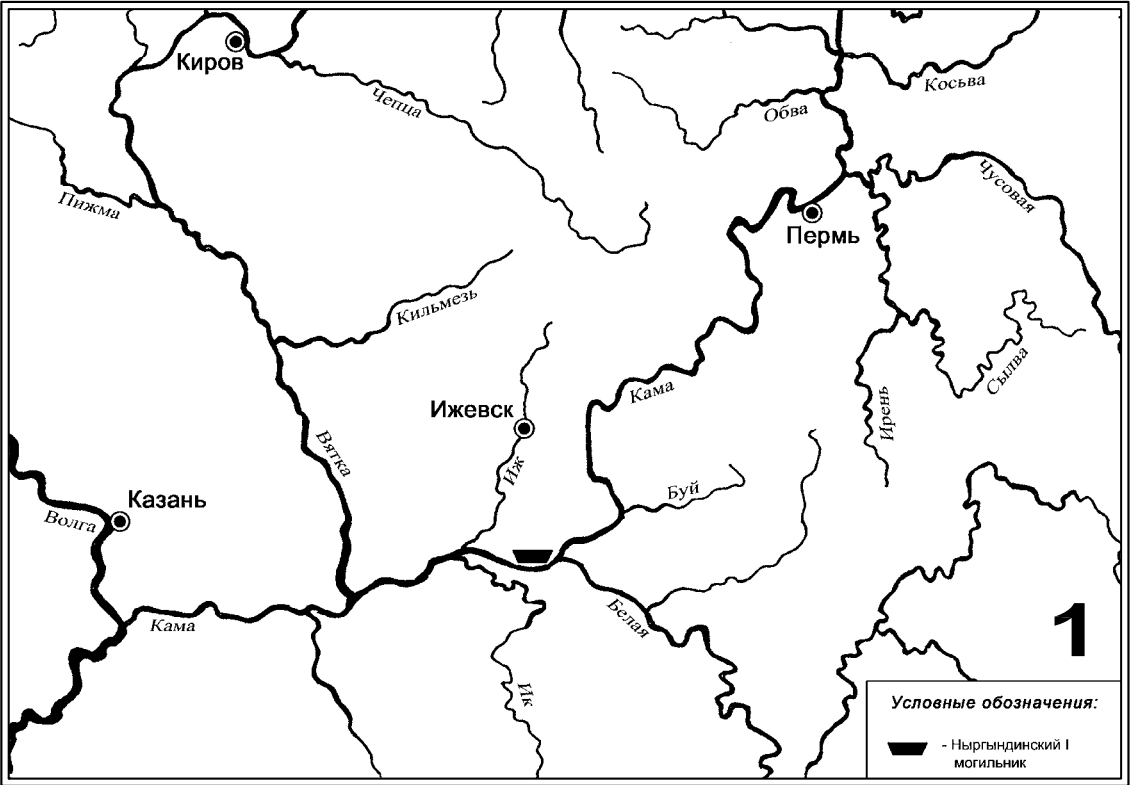 Киров
Чепца
Косьва
Обва
Чусовая
Пижма
Пермь
Кильмезь
Сылва
Кама
Ирень
Ижевск
Вятка
Иж
Буй
Казань
Волга
Белая
Кама
Ик
1
Условные обозначения:
- Ныргындинский I
могильник